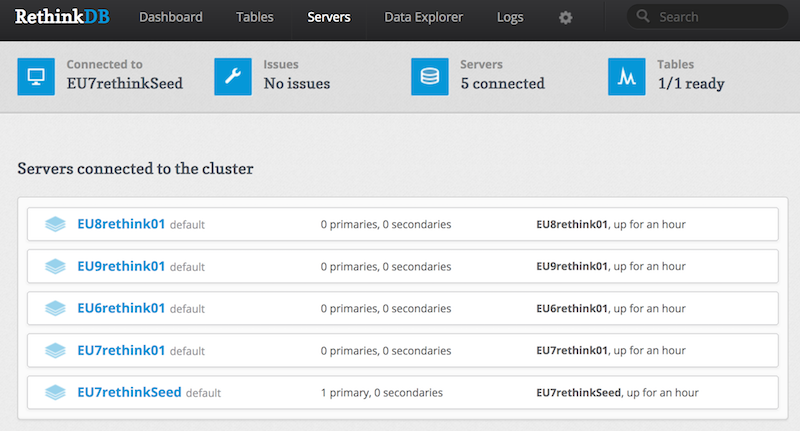 RethinkDB Dashboard Tables Servers Data Explorer Logs Search
Connected to Issues Servers Tables
EU7rethinkSeed No issues 5 connected 1/1 ready
Servers connected to the cluster
EU8rethink01 default 0 primaries, 0 secondaries EU8rethink01, up for an hour
EU9rethink01 default 0 primaries, 0 secondaries EU9rethink01, up for an hour
EU6rethink01 default 0 primaries, 0 secondaries EU6rethink01, up for an hour
EU7rethink01 default 0 primaries, 0 secondaries EU7rethink01, up for an hour
EU7rethinkSeed default 1 primary, 0 secondaries EU7rethinkSeed, up for an hour